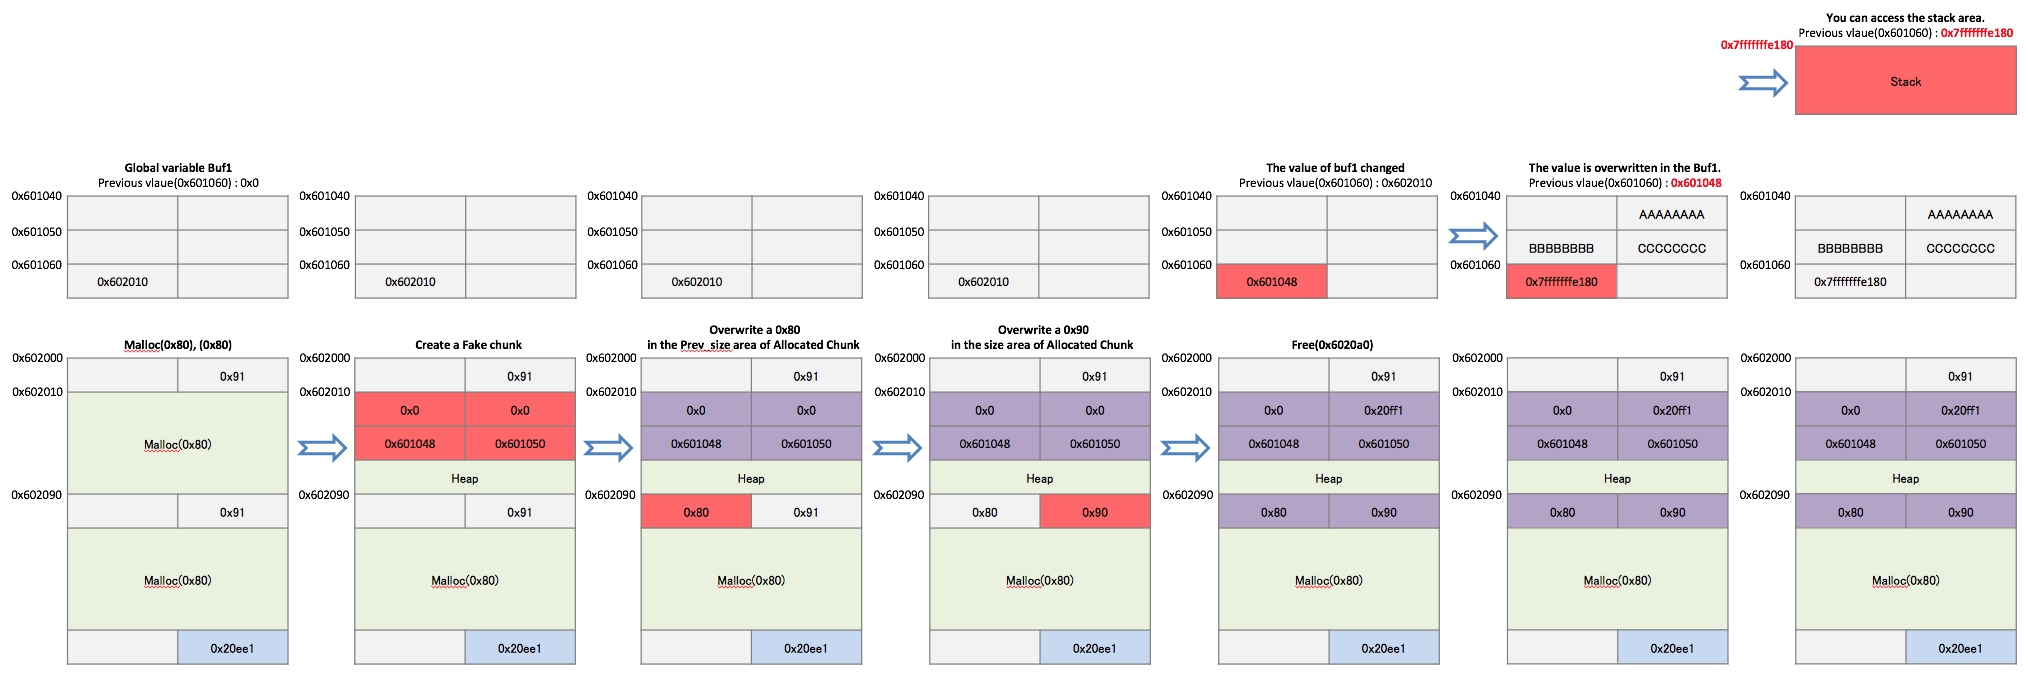 You can access the stack area.
Previous vlaue(0x601060) : 0x7fffffffe180
0x7fffffffe180
Stack
Global variable Buf1
Previous vlaue(0x601060) : 0x0
0x601040
0x601050
0x601060
0x602010
0x601040
0x601050
0x601060
0x602010
0x601040
0x601050
0x601060
0x602010
0x601040
0x601050
0x601060
0x602010
The value of buf1 changed
Previous vlaue(0x601060) : 0x602010
0x601040
0x601050
0x601060
0x601048
The value is overwritten in the Buf1.
Previous vlaue(0x601060) : 0x601048
0x601040
AAAAAAAA
BBBBBBBB CCCCCCCC
0x601060
0x7fffffffe180
0x601040
AAAAAAAA
BBBBBBBB CCCCCCCC
0x601060
0x7fffffffe180
Malloc(0x80), (0x80)
0x602000
0x91
0x602010
Malloc(0x80)
0x602090
0x91
Malloc(0x80)
0x20ee1
Create a Fake chunk
0x602000
0x91
0x602010
0x0 0x0
0x601048 0x601050
Heap
0x602090
0x91
Malloc(0x80)
0x20ee1
Overwrite a 0x80
in the Prev_size area of Allocated Chunk
0x602000
0x91
0x602010
0x0 0x0
0x601048 0x601050
Heap
0x602090
0x80 0x91
Malloc(0x80)
0x20ee1
Overwrite a 0x90
in the size area of Allocated Chunk
0x602000
0x91
0x602010
0x0 0x0
0x601048 0x601050
Heap
0x602090
0x80 0x90
Malloc(0x80)
0x20ee1
Free(0x6020a0)
0x602000
0x91
0x602010
0x0 0x20ff1
0x601048 0x601050
Heap
0x602090
0x80 0x90
Malloc(0x80)
0x20ee1
0x602000
0x91
0x602010
0x0 0x20ff1
0x601048 0x601050
Heap
0x602090
0x80 0x90
Malloc(0x80)
0x20ee1
0x602000
0x91
0x602010
0x0 0x20ff1
0x601048 0x601050
Heap
0x602090
0x80 0x90
Malloc(0x80)
0x20ee1